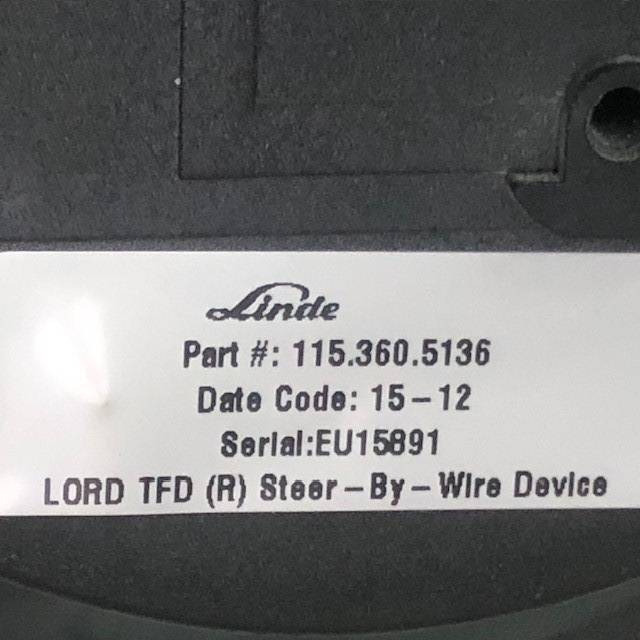 Linde
Part #: 115.360.5136
Date Code: 15-12
Serial:EU15891
LORD TFD (R) Steer-By-Wire Device